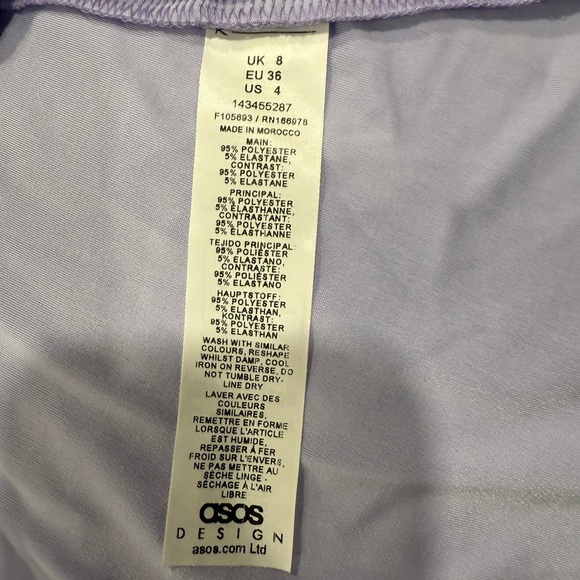 UK 8
EU 36
US 4
143455287
F105693 / RN166978
MADE IN MOROCCO
MAIN:
95% POLYESTER
5% ELASTANE,
CONTRAST:
95% POLYESTER
5% ELASTANE
PRINCIPAL:
95% POLYESTER
5% ÉLASTHANNE,
CONTRASTANT:
95% POLYESTER
5% ÉLASTHANNE
TEJIDO PRINCIPAL:
95% POLIÉSTER
5% ELASTANO,
CONTRASTE:
95% POLIÉSTER
5% ELASTANO
HAUPTSTOFF:
95% POLYESTER
5% ELASTHAN,
KONTRAST:
95% POLYESTER
5% ELASTHAN
WASH WITH SIMILAR
COLOURS, RESHAPE
WHILST DAMP, COOL
IRON ON REVERSE, DO
NOT TUMBLE DRY-
LINE DRY
LAVER AVEC DES
COULEURS
SIMILAIRES,
REMETTRE EN FORME
LORSQUE L'ARTICLE
EST HUMIDE,
REPASSER À FER
FROID SUR L'ENVERS,
NE PAS METTRE AU
SÈCHE LINGE -
SÉCHAGE À L'AIR
LIBRE
asos
DESIGN
asos.com Ltd